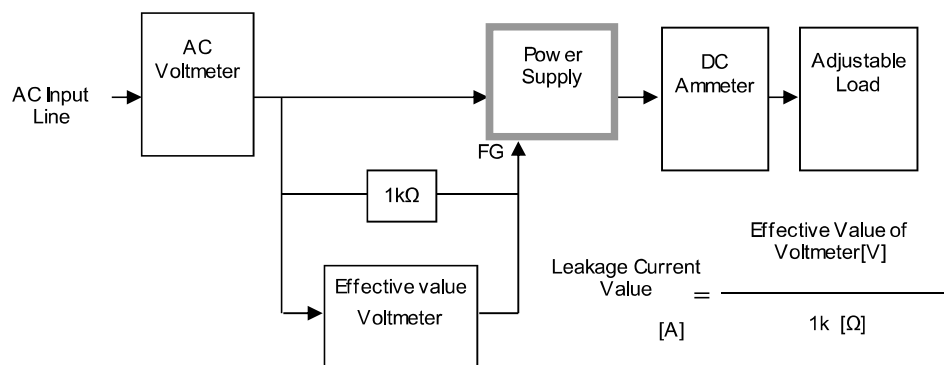 AC
Voltmeter
AC Input
Line
Power
Supply
DC
Ammeter
Adjustable
Load
FG
1kΩ
Effective value
Voltmeter
Leakage Current
Value
[A]
=
Effective Value of
Voltmeter[V]
1k [Ω]